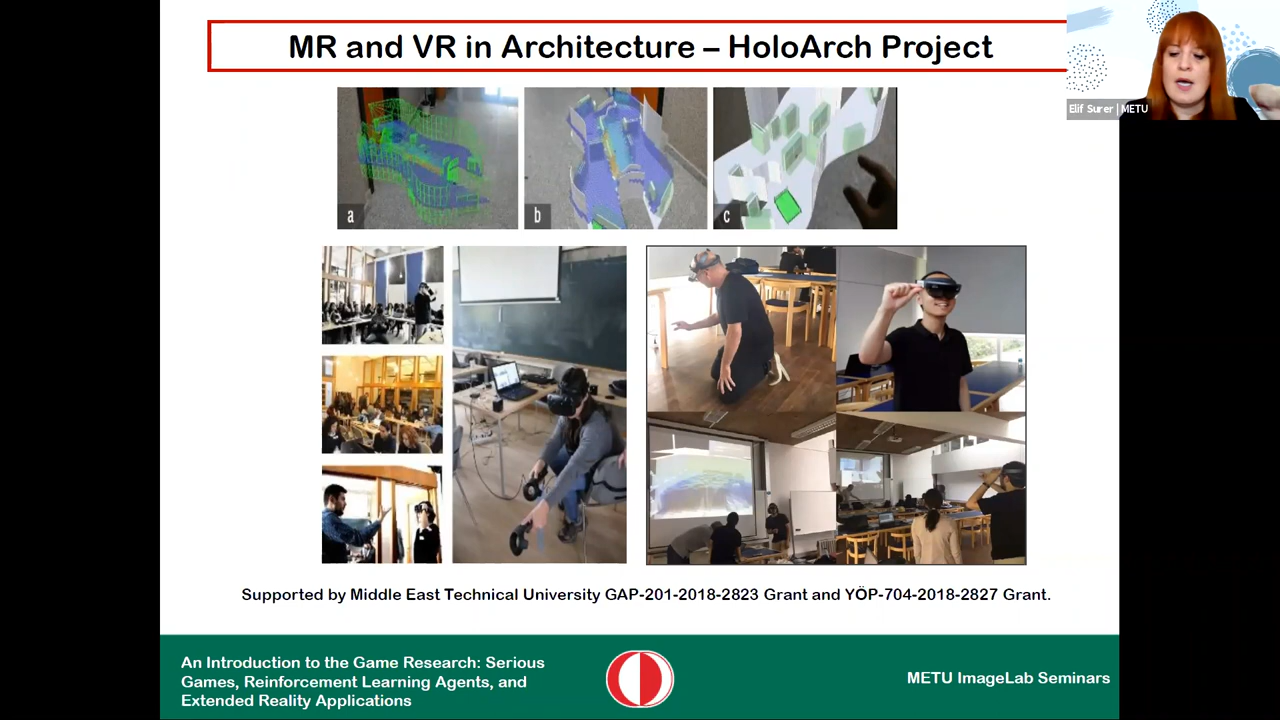 MR and VR in Architecture – HoloArch Project
Elif Surer | METU
a
b
c
Supported by Middle East Technical University GAP-201-2018-2823 Grant and YÖP-704-2018-2827 Grant.
An Introduction to the Game Research: Serious
Games, Reinforcement Learning Agents, and
Extended Reality Applications
METU ImageLab Seminars